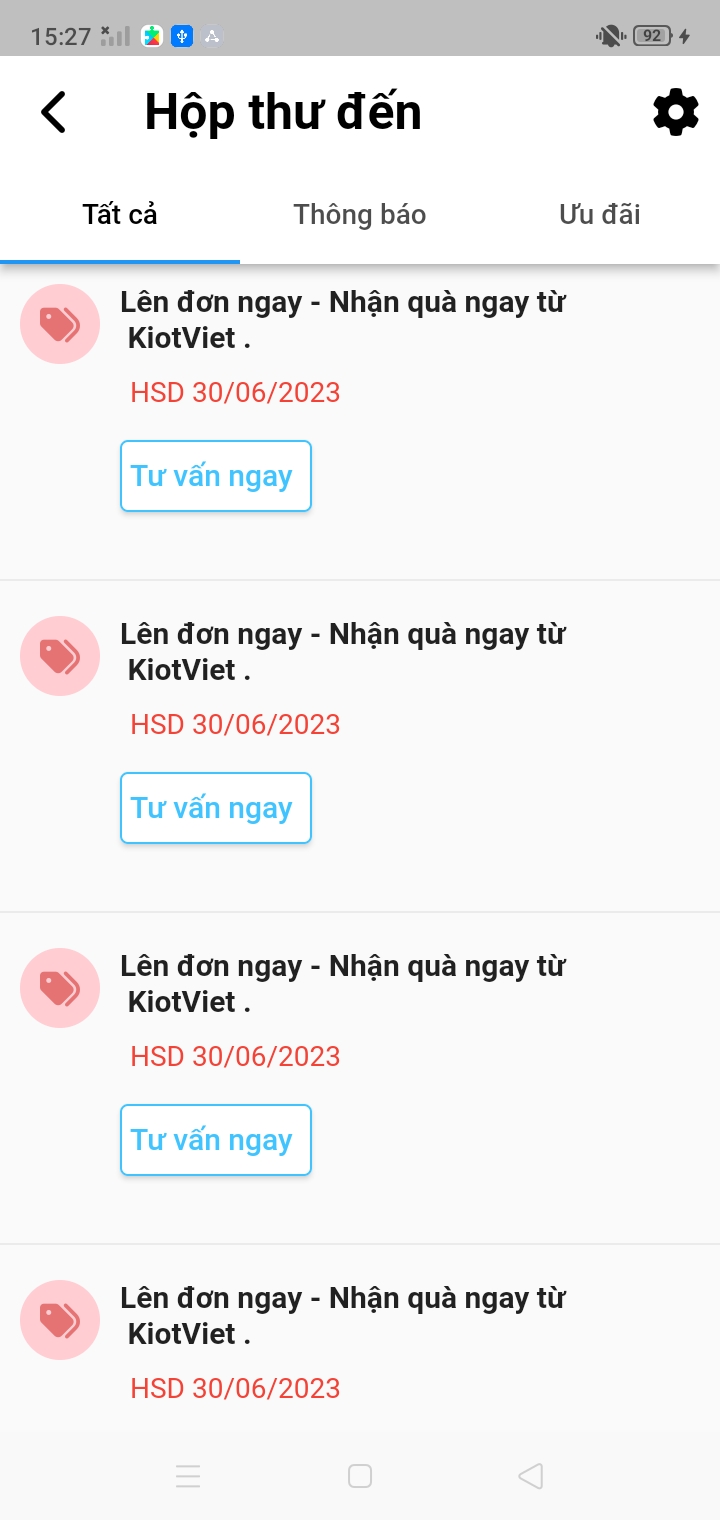 15:27
92
Hộp thư đến
Tất cả
Thông báo
Ưu đãi
Lên đơn ngay - Nhận quà ngay từ
KiotViet .
HSD 30/06/2023
Tư vấn ngay
Lên đơn ngay - Nhận quà ngay từ
KiotViet .
HSD 30/06/2023
Tư vấn ngay
Lên đơn ngay - Nhận quà ngay từ
KiotViet .
HSD 30/06/2023
Tư vấn ngay
Lên đơn ngay - Nhận quà ngay từ
KiotViet .
HSD 30/06/2023